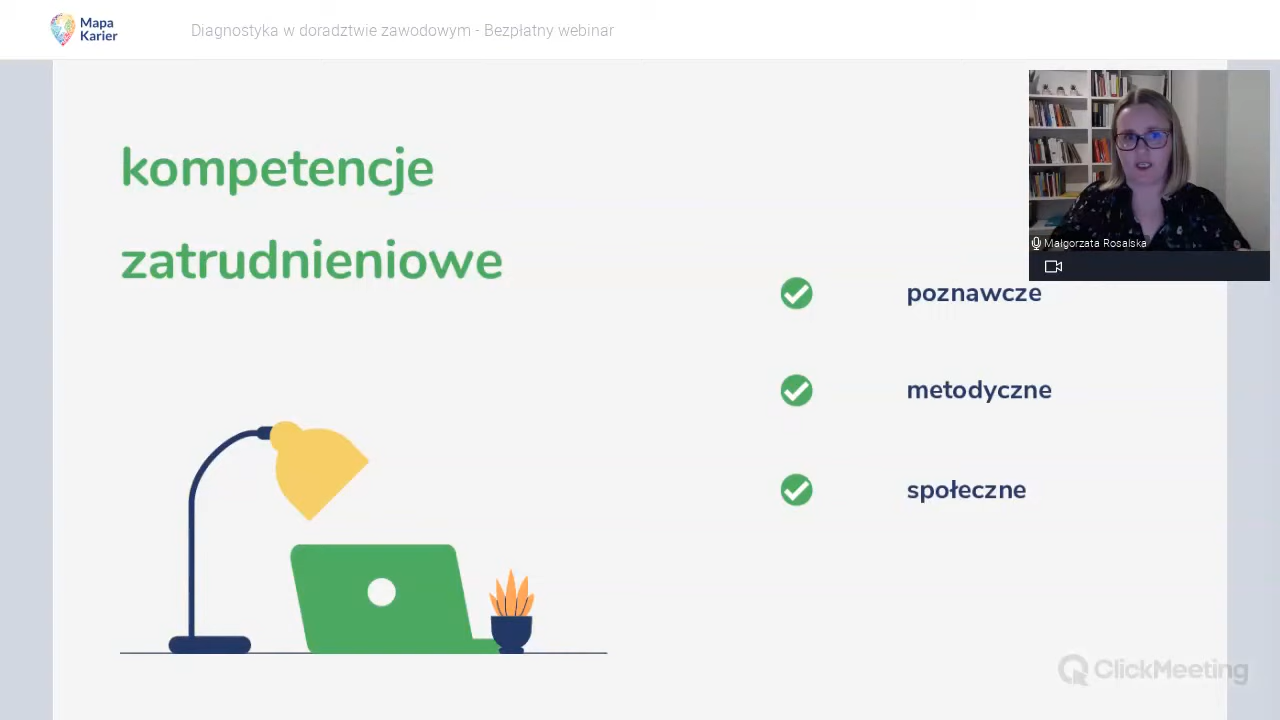 Mapa
Karier
Diagnostyka w doradztwie zawodowym - Bezpłatny webinar
kompetencje
zatrudnieniowe
Małgorzata Rosalska
poznawcze
metodyczne
społeczne
ClickMeeting